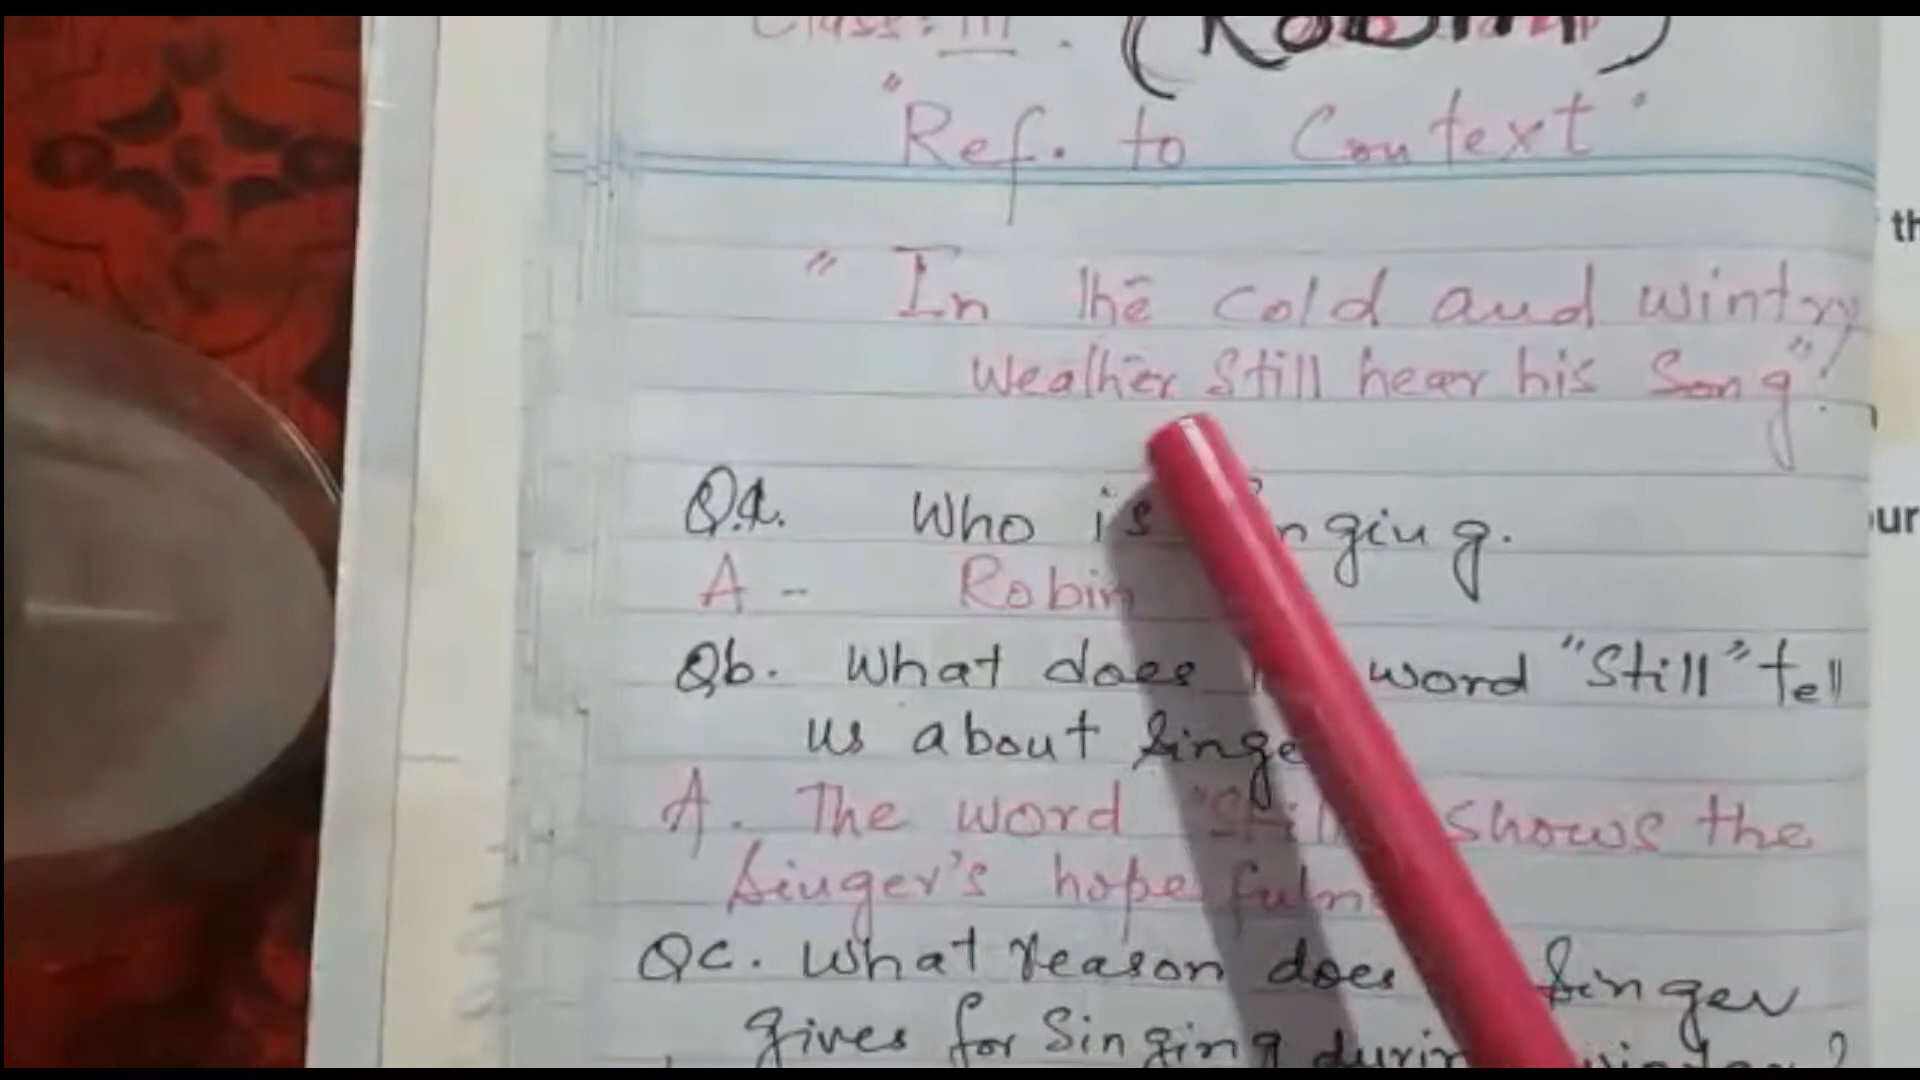 Class: III. (Robin)
"Ref. to Context"
"In the cold and wintry
weather still hear his song".
Q.a. Who is
A - Robin
Qb. What does word "Still" tell
us about
A. The word "Still shows the
singer's
Qc. What reason does singer
gives for Singing